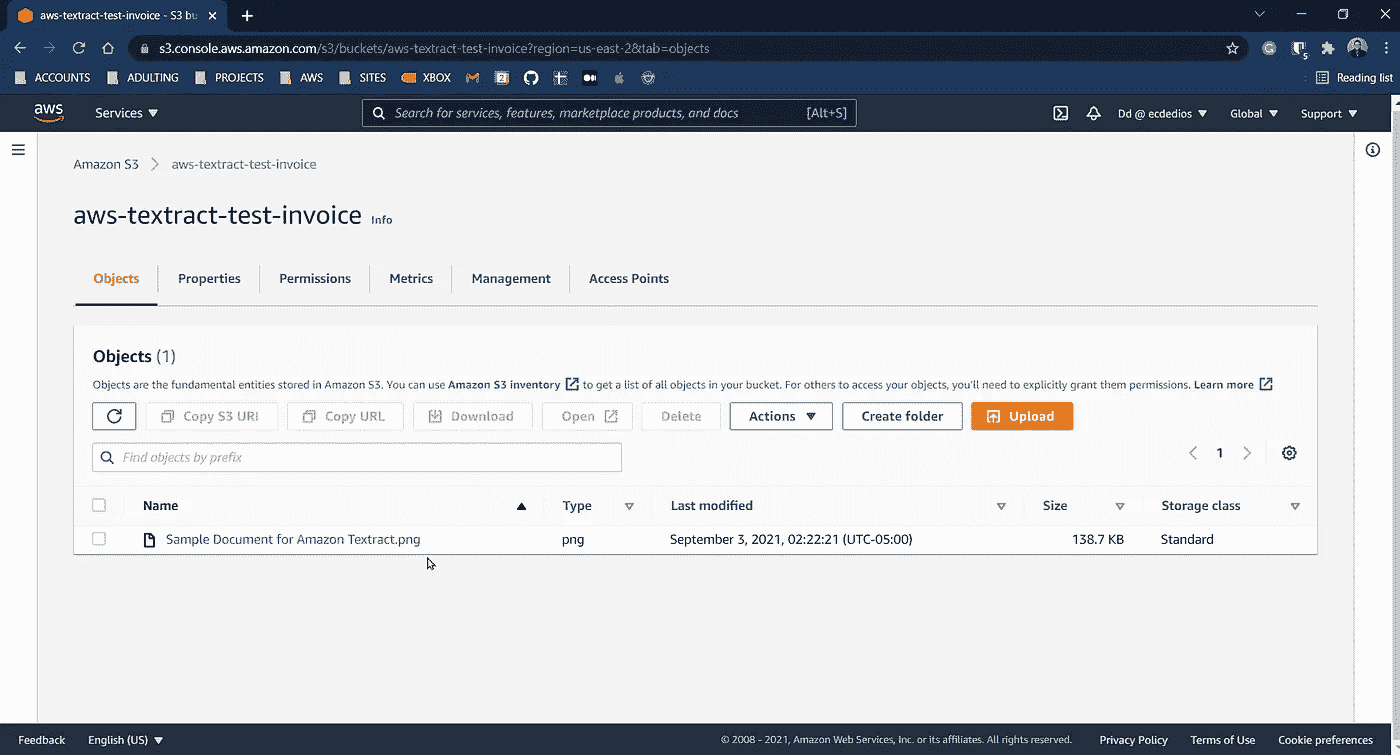 aws-textract-test-invoice - S3 bu
s3.console.aws.amazon.com/s3/buckets/aws-textract-test-invoice?region=us-east-2&tab=objects
ACCOUNTS ADULTING PROJECTS AWS SITES XBOX Reading list
aws Services Search for services, features, marketplace products, and docs [Alt+S] Dd @ ecdedios Global Support
Amazon S3 aws-textract-test-invoice
aws-textract-test-invoice Info
Objects Properties Permissions Metrics Management Access Points
Objects (1)
Objects are the fundamental entities stored in Amazon S3. You can use Amazon S3 inventory to get a list of all objects in your bucket. For others to access your objects, you'll need to explicitly grant them permissions. Learn more
Copy S3 URI Copy URL Download Open Delete Actions Create folder Upload
Find objects by prefix 1
Name Type Last modified Size Storage class
Sample Document for Amazon Textract.png png September 3, 2021, 02:22:21 (UTC-05:00) 138.7 KB Standard
Feedback English (US) © 2008 - 2021, Amazon Web Services, Inc. or its affiliates. All rights reserved. Privacy Policy Terms of Use Cookie preferences